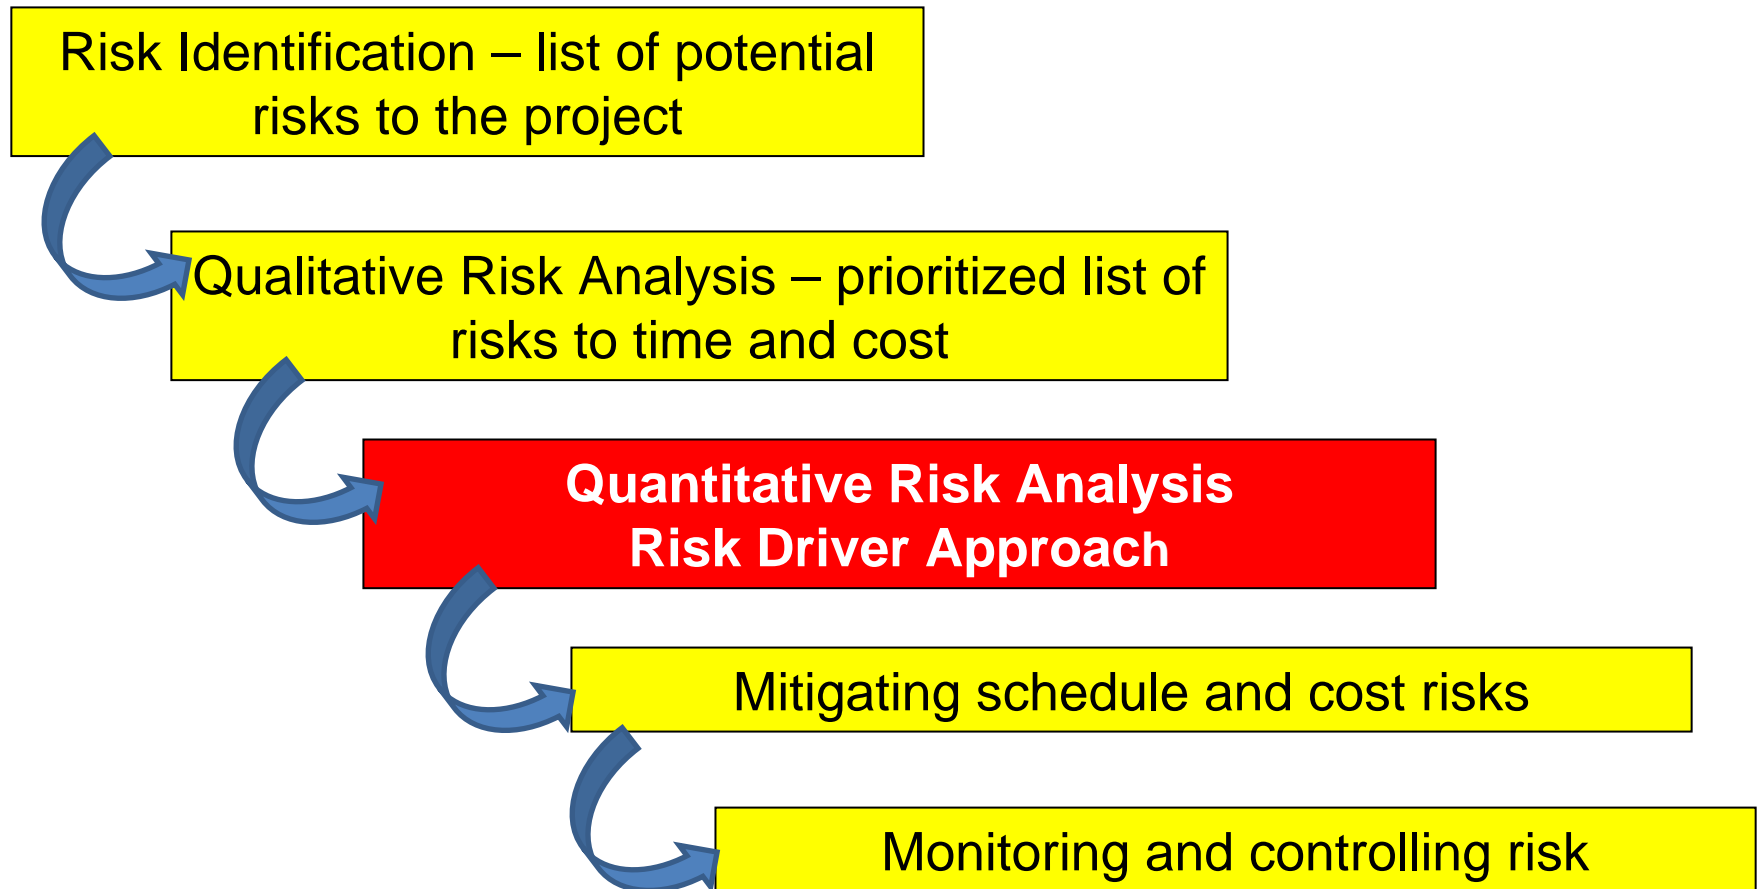 Risk Identification – list of potential
risks to the project
Qualitative Risk Analysis – prioritized list of
risks to time and cost
Quantitative Risk Analysis
Risk Driver Approach
Mitigating schedule and cost risks
Monitoring and controlling risk